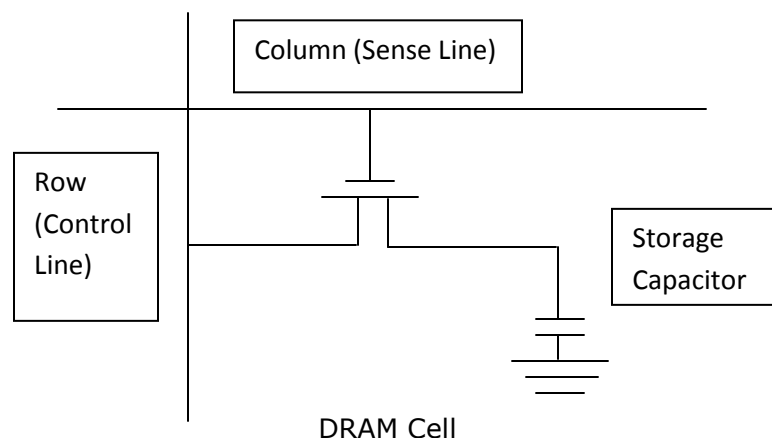 Column (Sense Line)
Row
(Control
Line)
Storage
Capacitor
DRAM Cell